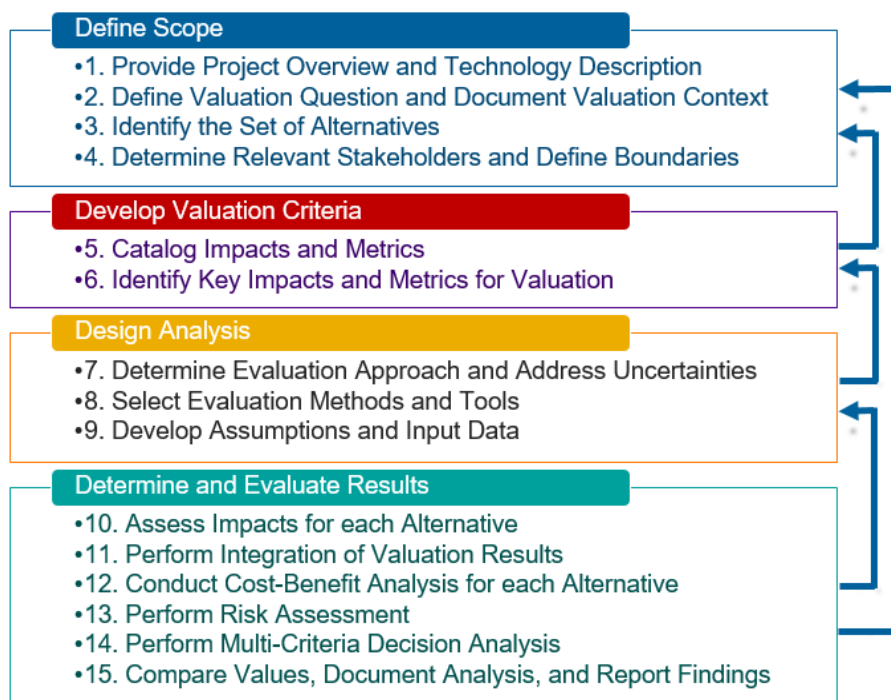 Define Scope
•1. Provide Project Overview and Technology Description
•2. Define Valuation Question and Document Valuation Context
•3. Identify the Set of Alternatives
•4. Determine Relevant Stakeholders and Define Boundaries
Develop Valuation Criteria
•5. Catalog Impacts and Metrics
•6. Identify Key Impacts and Metrics for Valuation
Design Analysis
•7. Determine Evaluation Approach and Address Uncertainties
•8. Select Evaluation Methods and Tools
•9. Develop Assumptions and Input Data
Determine and Evaluate Results
•10. Assess Impacts for each Alternative
•11. Perform Integration of Valuation Results
•12. Conduct Cost-Benefit Analysis for each Alternative
•13. Perform Risk Assessment
•14. Perform Multi-Criteria Decision Analysis
•15. Compare Values, Document Analysis, and Report Findings